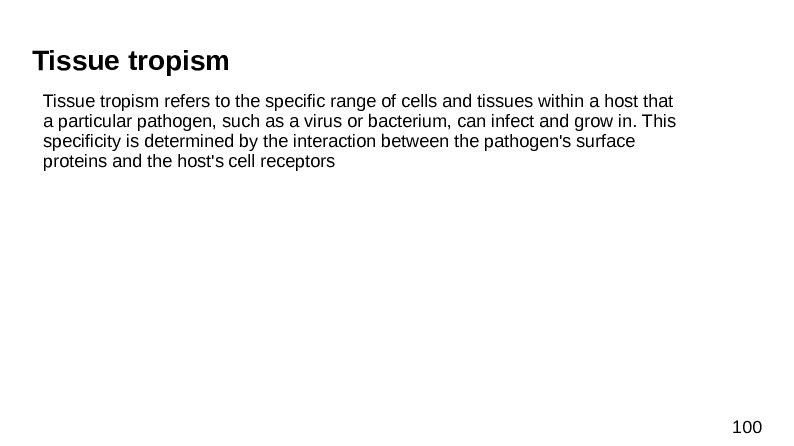 Tissue tropism
Tissue tropism refers to the specific range of cells and tissues within a host that
a particular pathogen, such as a virus or bacterium, can infect and grow in. This
specificity is determined by the interaction between the pathogen's surface
proteins and the host's cell receptors
100